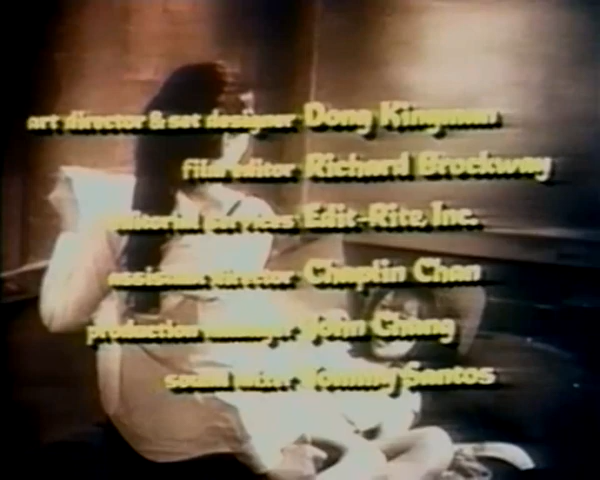 art director & set designer Dong Kingman
film editor Richard Brockway
editorial services Edit-Rite, Inc.
assistant director Chaplin Chan
production manager John Chang
sound mixer Tommy Santos